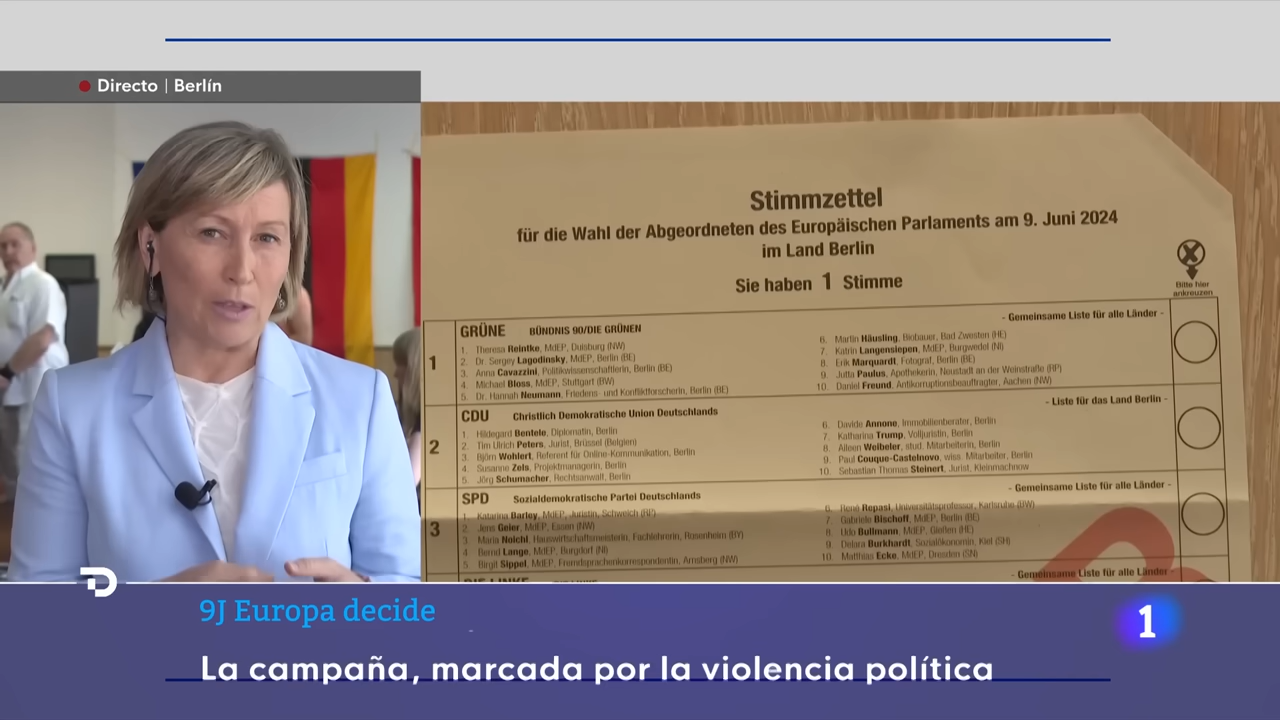 Directo | Berlín
Stimmzettel
für die Wahl der Abgeordneten des Europäischen Parlaments am 9. Juni 2024
im Land Berlin
Sie haben 1 Stimme
Bitte hier
ankreuzen
1
GRÜNE BÜNDNIS 90/DIE GRÜNEN
- Gemeinsame Liste für alle Länder -
1. Theresa Reintke, MdEP, Duisburg (NW)
2. Dr. Sergey Lagodinsky, MdEP, Berlin (BE)
3. Anna Cavazzini, Politikwissenschaftlerin, Berlin (BE)
4. Michael Bloss, MdEP, Stuttgart (BW)
5. Dr. Hannah Neumann, Friedens- und Konfliktforscherin, Berlin (BE)
6. Martin Häusling, Biobauer, Bad Zwesten (HE)
7. Katrin Langensiepen, MdEP, Burgwedel (NI)
8. Erik Marquardt, Fotograf, Berlin (BE)
9. Jutta Paulus, Apothekerin, Neustadt an der Weinstraße (RP)
10. Daniel Freund, Antikorruptionsbeauftragter, Aachen (NW)
2
CDU Christlich Demokratische Union Deutschlands
- Liste für das Land Berlin -
1. Hildegard Bentele, Diplomatin, Berlin
2. Tim Ulrich Peters, Jurist, Brüssel (Belgien)
3. Björn Wohlert, Referent für Online-Kommunikation, Berlin
4. Susanne Zels, Projektmanagerin, Berlin
5. Jörg Schumacher, Rechtsanwalt, Berlin
6. Davide Annone, Immobilienberater, Berlin
7. Katharina Trump, Volljuristin, Berlin
8. Aileen Weibeler, stud. Mitarbeiterin, Berlin
9. Paul Couque-Castelnovo, wiss. Mitarbeiter, Berlin
10. Sebastian Thomas Steinert, Jurist, Kleinmachnow
3
SPD Sozialdemokratische Partei Deutschlands
- Gemeinsame Liste für alle Länder -
1. Katarina Barley, MdEP, Juristin, Schweich (RP)
2. Jens Geier, MdEP, Essen (NW)
3. Maria Noichl, Hauswirtschaftsmeisterin, Fachlehrerin, Rosenheim (BY)
4. Bernd Lange, MdEP, Burgdorf (NI)
5. Birgit Sippel, MdEP, Fremdsprachenkorrespondentin, Arnsberg (NW)
6. René Repasi, Universitätsprofessor, Karlsruhe (BW)
7. Gabriele Bischoff, MdEP, Berlin (BE)
8. Udo Bullmann, MdEP, Gießen (HE)
9. Delara Burkhardt, Sozialökonomin, Kiel (SH)
10. Matthias Ecke, MdEP, Dresden (SN)
DIE LINKE
- Gemeinsame Liste für alle Länder -
9J Europa decide
1
La campaña, marcada por la violencia política